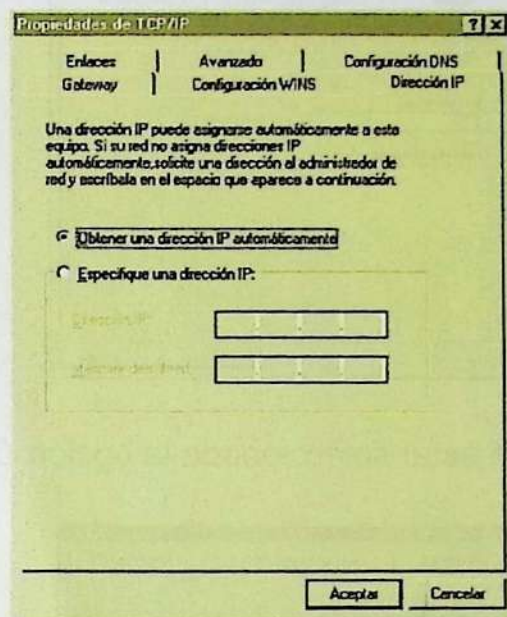 Propiedades de TCP/IP
Enlaces Avanzado Configuración DNS
Gateway Configuración WINS Dirección IP
Una dirección IP puede asignarse automáticamente a este
equipo. Si su red no asigna direcciones IP
automáticamente, solicite una dirección al administrador de
red y escríbala en el espacio que aparece a continuación.
Obtener una dirección IP automáticamente
Especifique una dirección IP:
Dirección IP:
Aceptar Cancelar